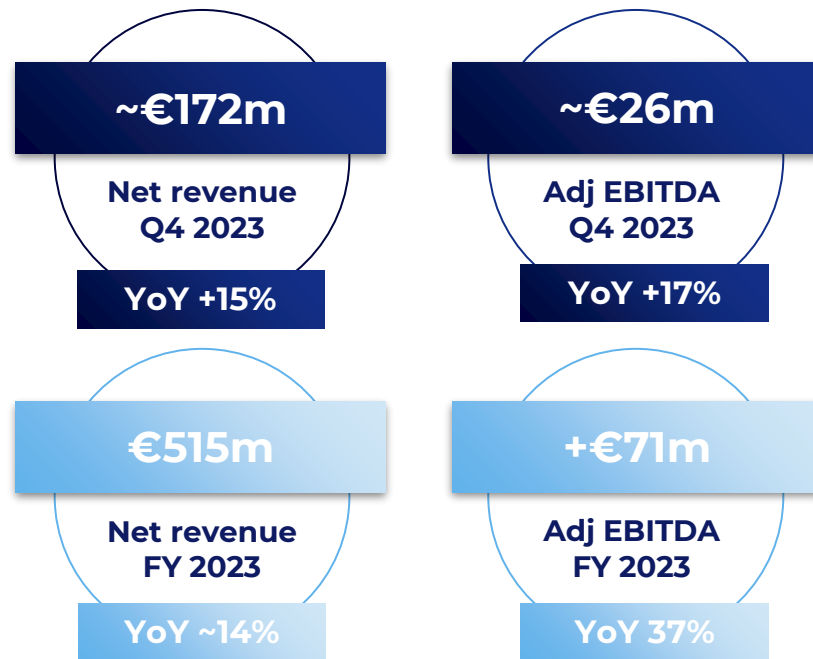 ~€172m
Net revenue
Q4 2023
YoY +15%
~€26m
Adj EBITDA
Q4 2023
YoY +17%
€515m
Net revenue
FY 2023
YoY ~14%
+€71m
Adj EBITDA
FY 2023
YoY 37%